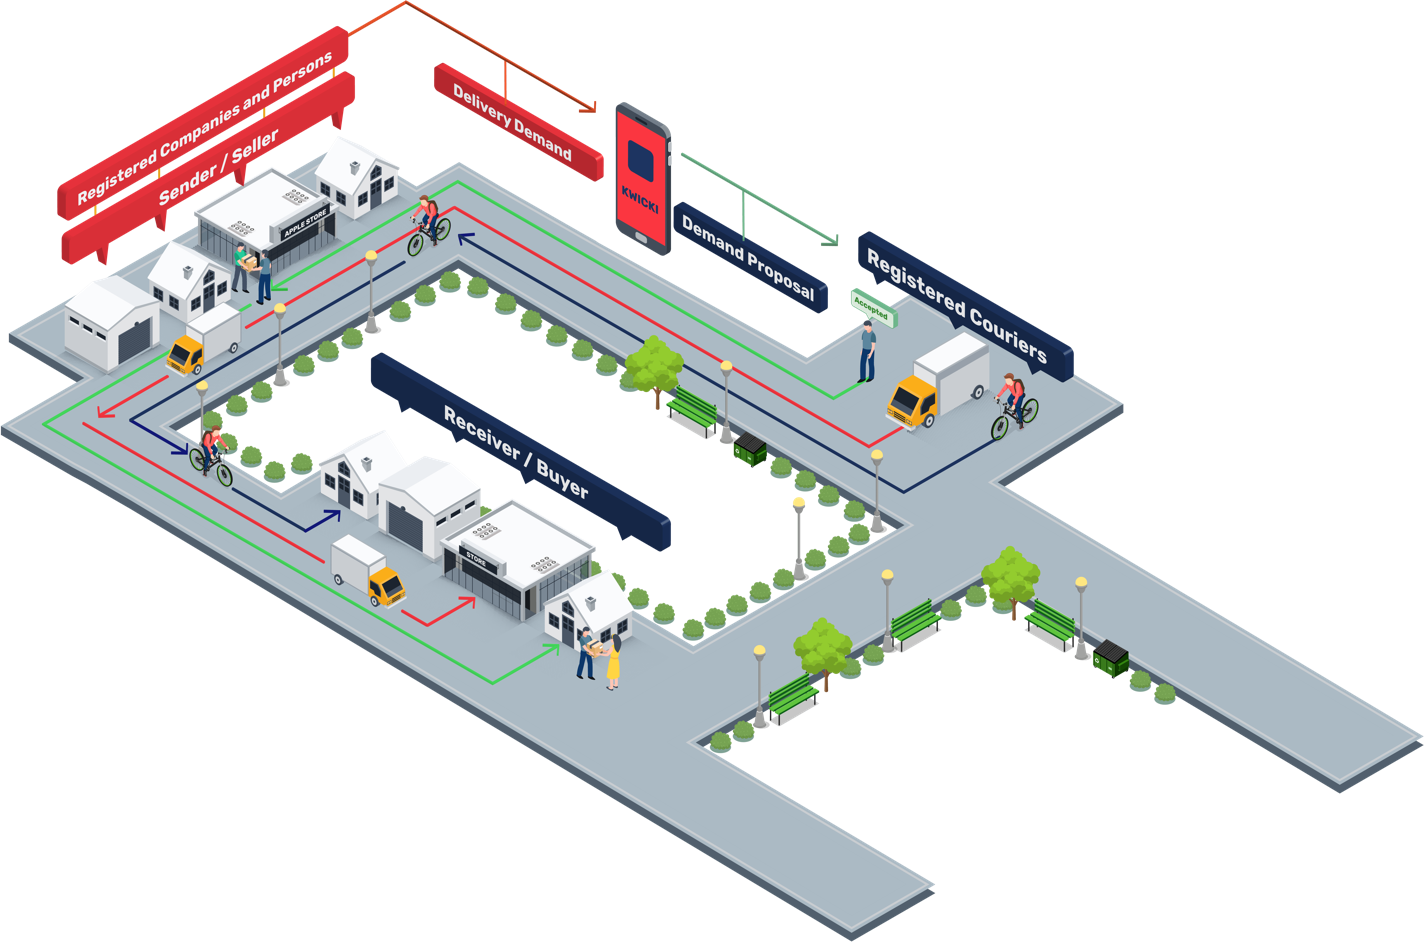 Registered Companies and Persons
Sender / Seller
Delivery Demand
KWICKI
Demand Proposal
Registered Couriers
Accepted
APPLE STORE
Receiver / Buyer
STORE